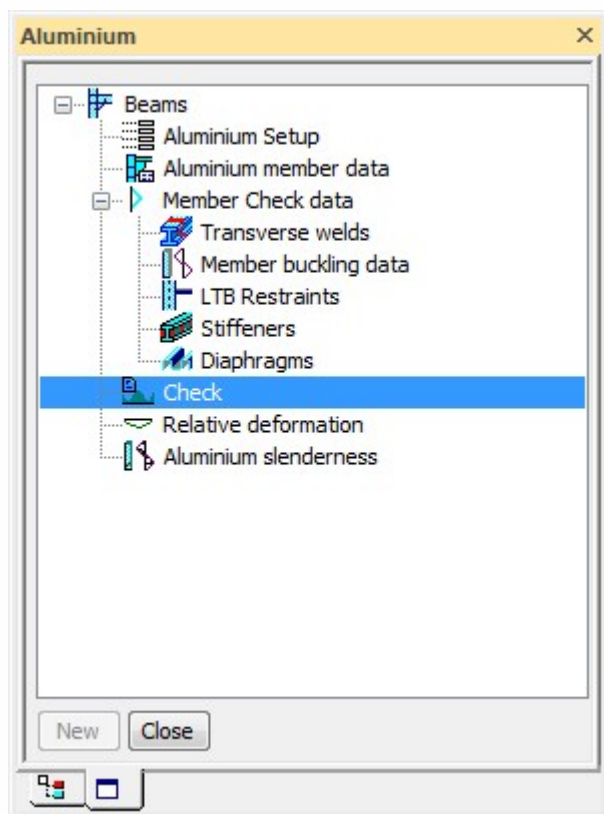 Aluminium
Beams
Aluminium Setup
Aluminium member data
Member Check data
Transverse welds
Member buckling data
LTB Restraints
Stiffeners
Diaphragms
Check
Relative deformation
Aluminium slenderness
New Close